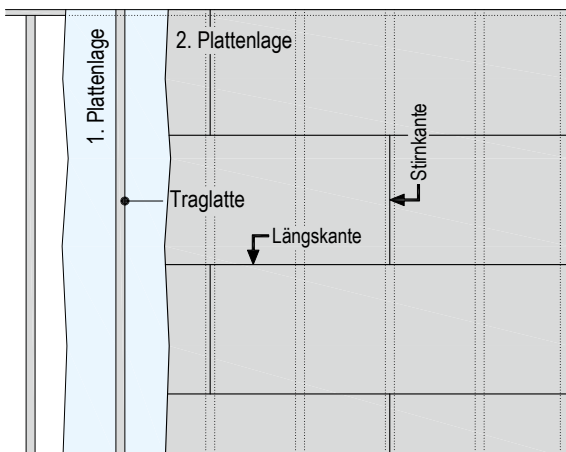 1. Plattenlage
2. Plattenlage
Stirnkante
Traglatte
Längskante